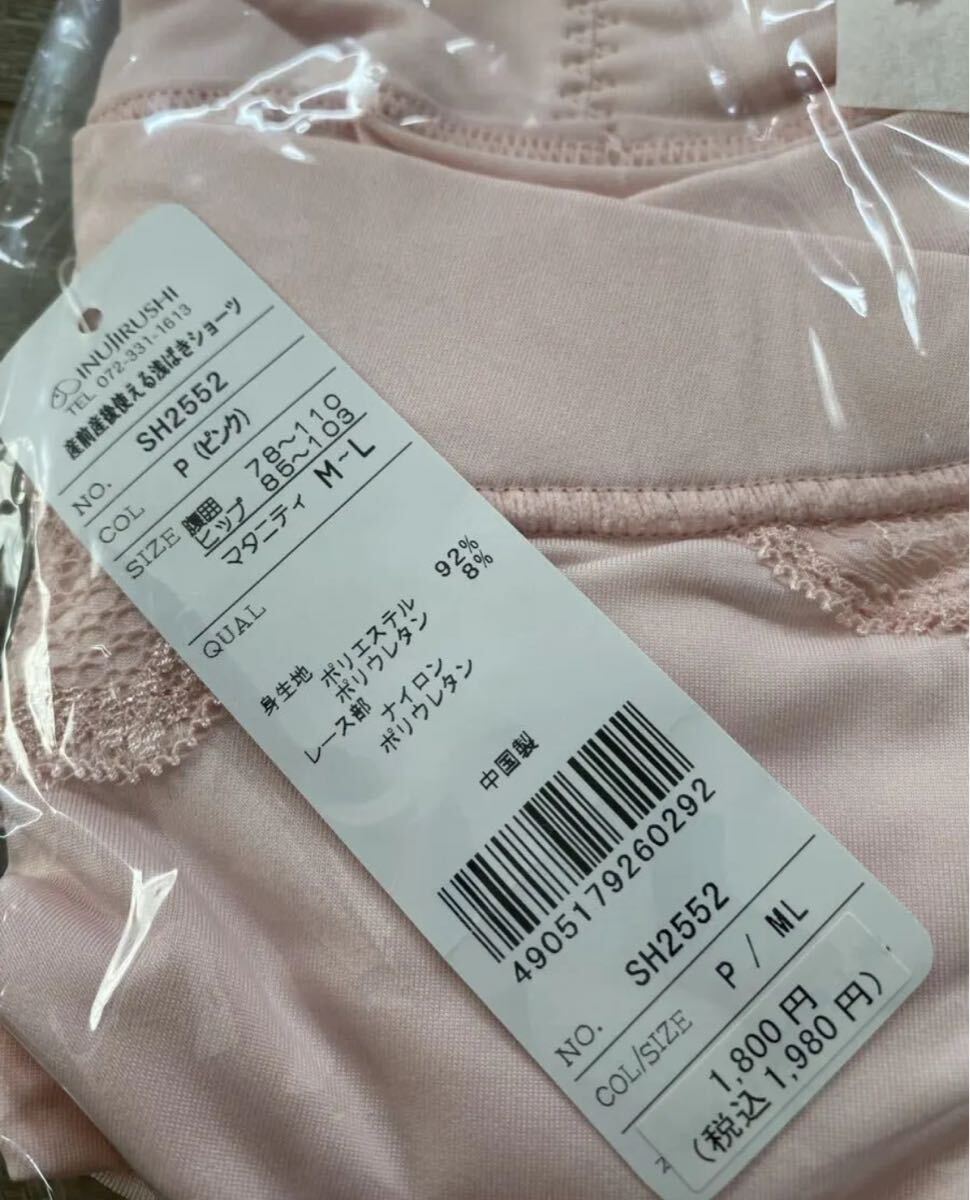 INUJIRUSHI
TEL 072-331-1613
産前産後使える浅ばきショーツ
NO. SH2552
COL P (ピンク)
SIZE 腹囲 78~110
ヒップ 85~103
マタニティ M~L
QUAL
身生地 ポリエステル 92%
ポリウレタン 8%
レース部 ナイロン
ポリウレタン
中国製
4905179260292
NO. SH2552
COL/SIZE P / ML
1,800円
(税込 1,980円)